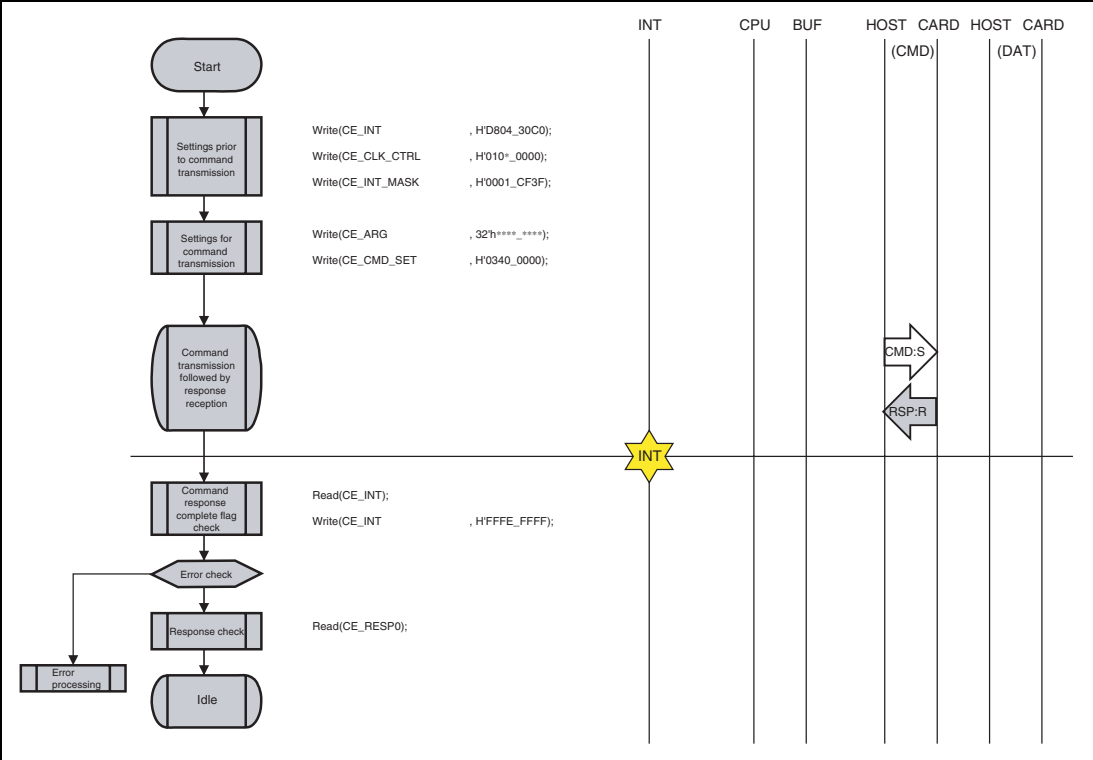 INT CPU BUF HOST CARD HOST CARD
(CMD) (DAT)
Start
Settings prior
to command
transmission
Write(CE_INT , H'D804_30C0);
Write(CE_CLK_CTRL , H'010*_0000);
Write(CE_INT_MASK , H'0001_CF3F);
Settings for
command
transmission
Write(CE_ARG , 32'h****_****);
Write(CE_CMD_SET , H'0340_0000);
Command
transmission
followed by
response
reception
CMD:S
RSP:R
INT
Command
response
complete flag
check
Read(CE_INT);
Write(CE_INT , H'FFFE_FFFF);
Error check
Response check
Read(CE_RESP0);
Error
processing
Idle